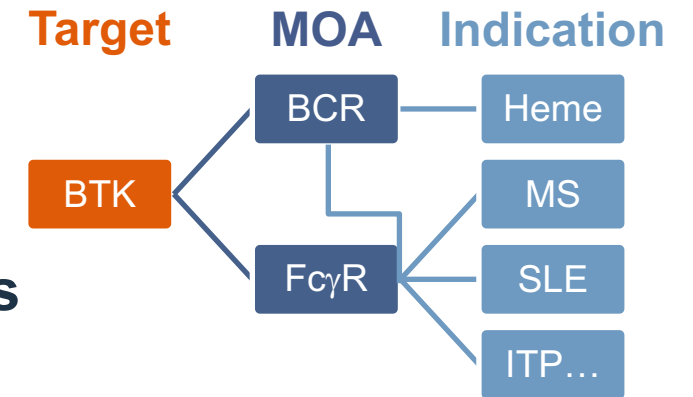 Target MOA Indication
BCR Heme
BTK MS
FcγR SLE
s
ITP…